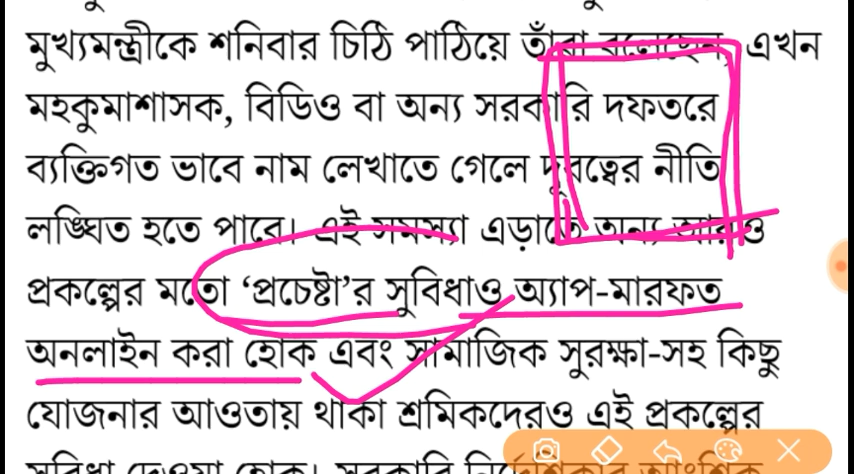 মুখ্যমন্ত্রীকে শনিবার চিঠি পাঠিয়ে তাঁরা বলেছেন, এখন
মহকুমাশাসক, বিডিও বা অন্য সরকারি দফতরে
ব্যক্তিগত ভাবে নাম লেখাতে গেলে দূরত্বের নীতি
লঙ্ঘিত হতে পারে। এই সমস্যা এড়াতে অন্য আরও
প্রকল্পের মতো ‘প্রচেষ্টা’র সুবিধাও অ্যাপ-মারফত
অনলাইন করা হোক এবং সামাজিক সুরক্ষা-সহ কিছু
যোজনার আওতায় থাকা শ্রমিকদেরও এই প্রকল্পের